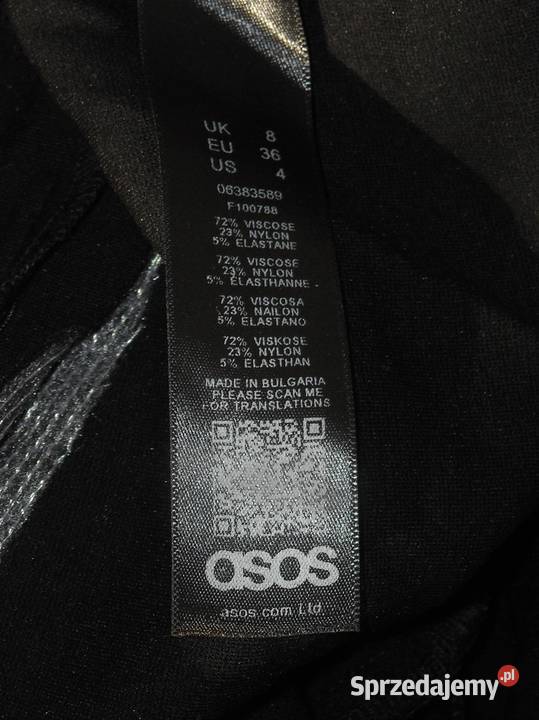 UK 8
EU 36
US 4
06383589
F100788
72% VISCOSE
23% NYLON
5% ELASTANE
72% VISCOSE
23% NYLON
5% ELASTHANNE
72% VISCOSA
23% NAILON
5% ELASTANO
72% VISKOSE
23% NYLON
5% ELASTHAN
MADE IN BULGARIA
PLEASE SCAN ME
FOR TRANSLATIONS
asos
asos.com Ltd
Sprzedajemy.pl